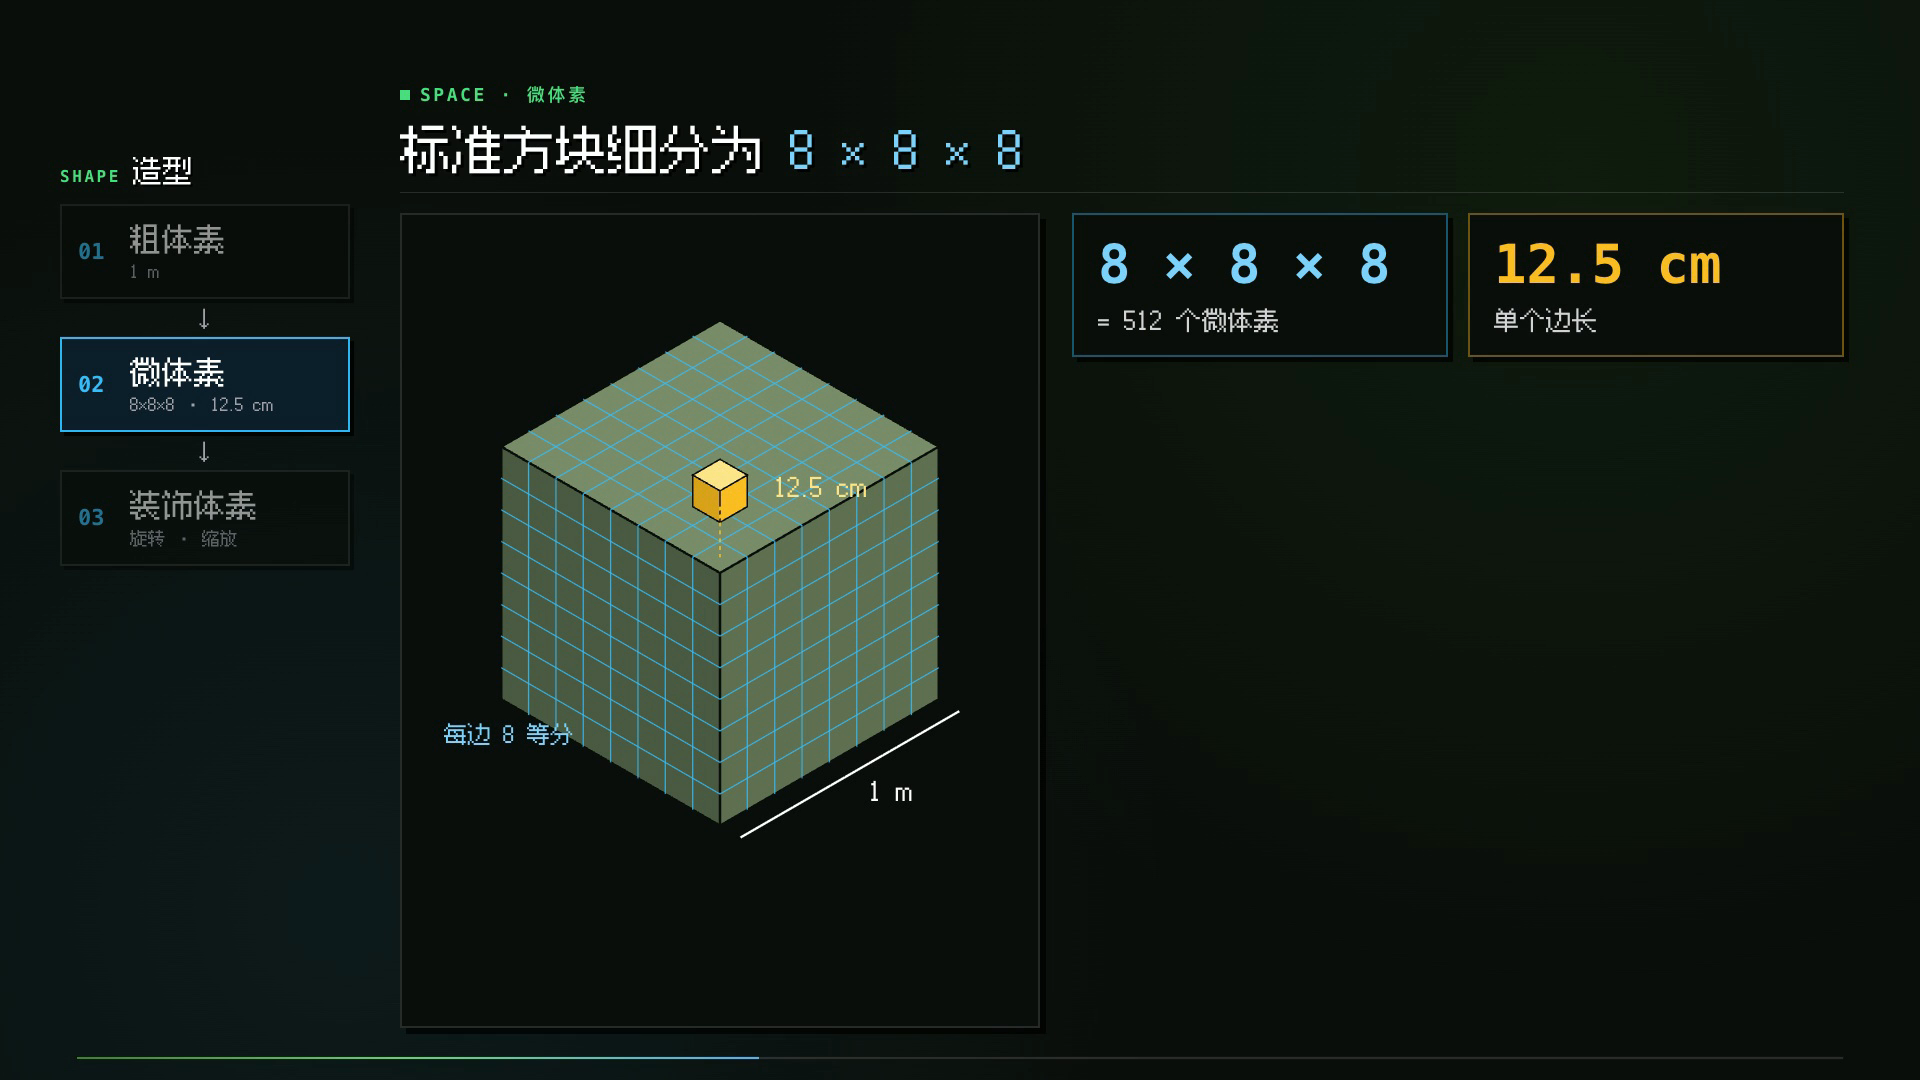 SPACE · 微体素
标准方块细分为 8 × 8 × 8
SHAPE 造型
01 粗体素
1 m
↓
02 微体素
8×8×8 · 12.5 cm
↓
03 装饰体素
旋转 · 缩放
12.5 cm
每边 8 等分
1 m
8 × 8 × 8
= 512 个微体素
12.5 cm
单个边长